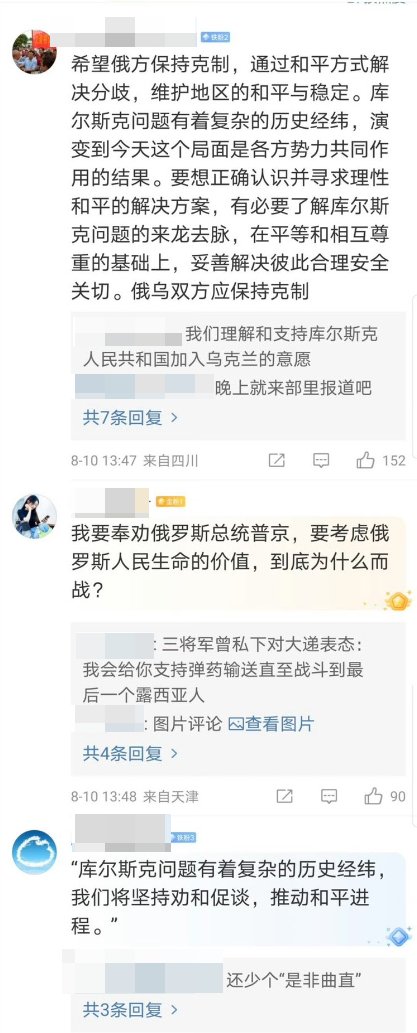 铁粉2
希望俄方保持克制，通过和平方式解
决分歧，维护地区的和平与稳定。库
尔斯克问题有着复杂的历史经纬，演
变到今天这个局面是各方势力共同作
用的结果。要想正确认识并寻求理性
和平的解决方案，有必要了解库尔斯
克问题的来龙去脉，在平等和相互尊
重的基础上，妥善解决彼此合理安全
关切。俄乌双方应保持克制
我们理解和支持库尔斯克
人民共和国加入乌克兰的意愿
晚上就来部里报道吧
共7条回复 >
8-10 13:47 来自四川
152
金粉1
我要奉劝俄罗斯总统普京，要考虑俄
罗斯人民生命的价值，到底为什么而
战？
: 三将军曾私下对大递表态：
我会给你支持弹药输送直至战斗到最
后一个露西亚人
: 图片评论 查看图片
共4条回复 >
8-10 13:48 来自天津
90
铁粉3
“库尔斯克问题有着复杂的历史经纬，
我们将坚持劝和促谈，推动和平进
程。”
还少个“是非曲直”
共3条回复 >